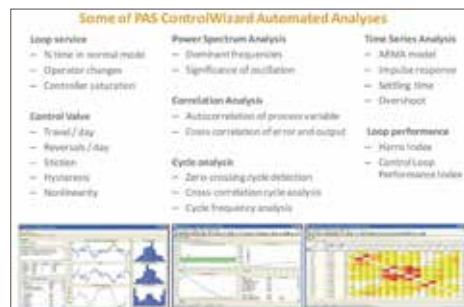 Some of PAS ControlWizard Automated Analyses
Loop service
– % time in normal mode
– Operator changes
– Controller saturation
Control Valve
– Travel / day
– Reversals / day
– Stiction
– Hysteresis
– Nonlinearity
Power Spectrum Analysis
– Dominant frequencies
– Significance of oscillation
Correlation Analysis
– Autocorrelation of process variable
– Cross correlation of error and output
Cycle analysis
– Zero-crossing cycle detection
– Cross-correlation cycle analysis
– Cycle frequency analysis
Time Series Analysis
– ARMA model
– Impulse response
– Settling time
– Overshoot
Loop performance
– Harris Index
– Control Loop
Performance Index